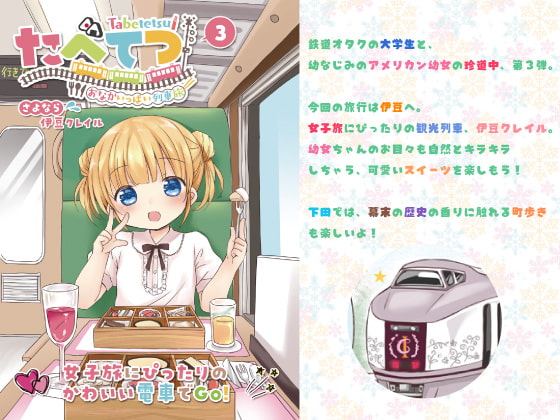 Tabetetsu
たべてつ
3
おなかいっぱい列車旅
さよなら
伊豆クレイル
行き
女子旅にぴったりの
かわいい電車でGo!
鉄道オタクの大学生と、
幼なじみのアメリカン幼女の珍道中、第3弾。
今回の旅行は伊豆へ。
女子旅にぴったりの観光列車、伊豆クレイル。
幼女ちゃんのお目々も自然とキラキラ
しちゃう、可愛いスイーツを楽しもう!
下田では、幕末の歴史の香りに触れる町歩き
も楽しいよ!